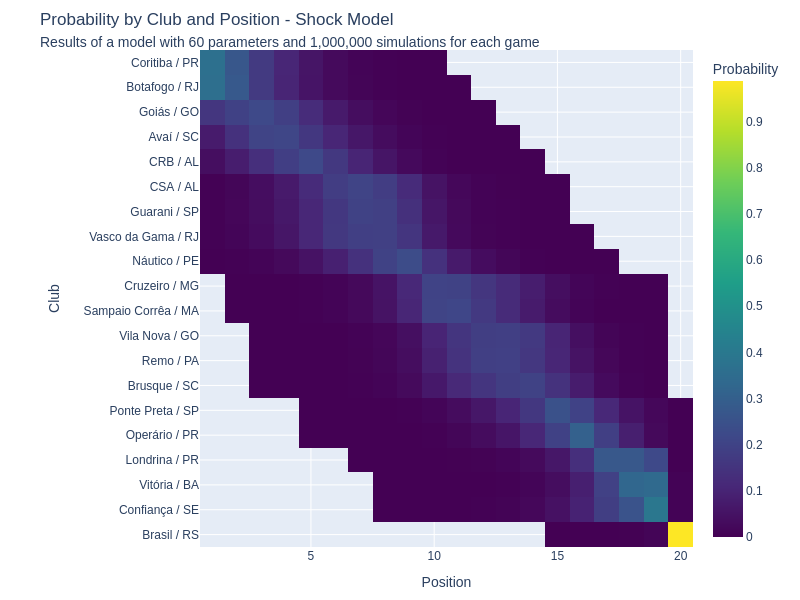 Probability by Club and Position - Shock Model
Results of a model with 60 parameters and 1,000,000 simulations for each game
Probability
Club
Coritiba / PR
Botafogo / RJ
Goiás / GO
Avaí / SC
CRB / AL
CSA / AL
Guarani / SP
Vasco da Gama / RJ
Náutico / PE
Cruzeiro / MG
Sampaio Corrêa / MA
Vila Nova / GO
Remo / PA
Brusque / SC
Ponte Preta / SP
Operário / PR
Londrina / PR
Vitória / BA
Confiança / SE
Brasil / RS
0.9
0.8
0.7
0.6
0.5
0.4
0.3
0.2
0.1
0
5 10 15 20
Position